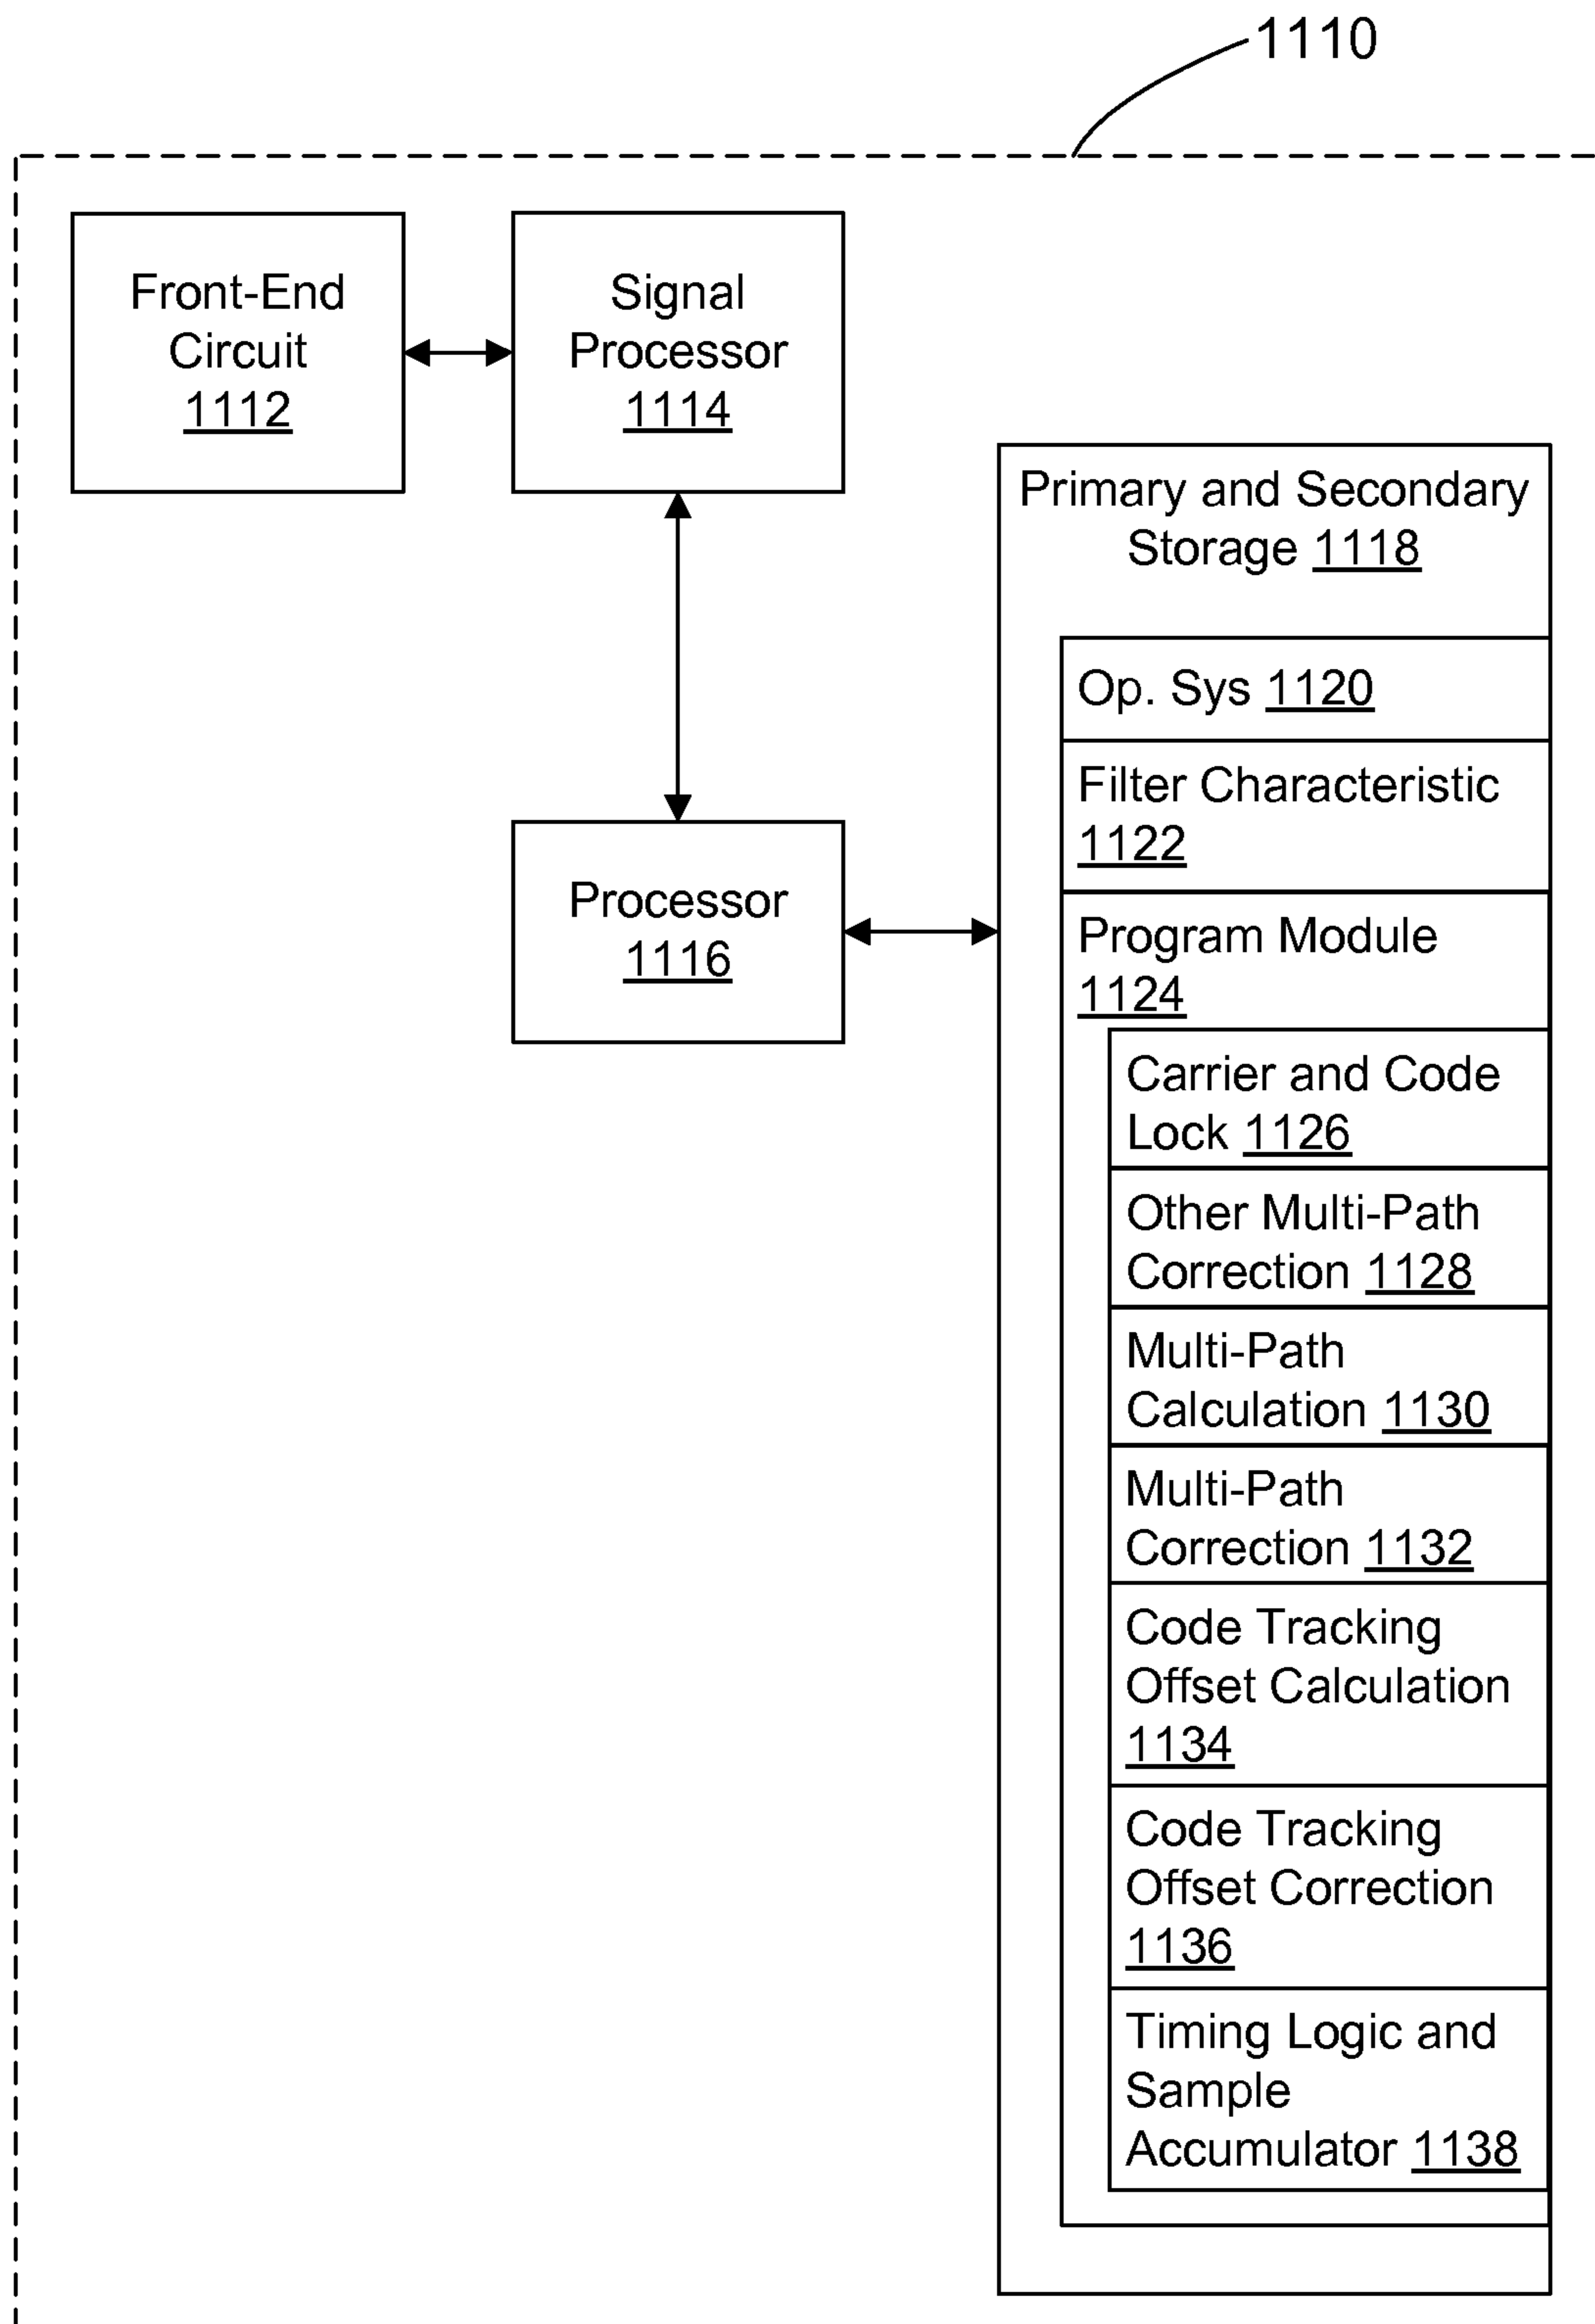 1110
Front-End
Circuit
1112
Signal
Processor
1114
Primary and Secondary
Storage 1118
Op. Sys 1120
Filter Characteristic
1122
Processor
1116
Program Module
1124
Carrier and Code
Lock 1126
Other Multi-Path
Correction 1128
Multi-Path
Calculation 1130
Multi-Path
Correction 1132
Code Tracking
Offset Calculation
1134
Code Tracking
Offset Correction
1136
Timing Logic and
Sample
Accumulator 1138